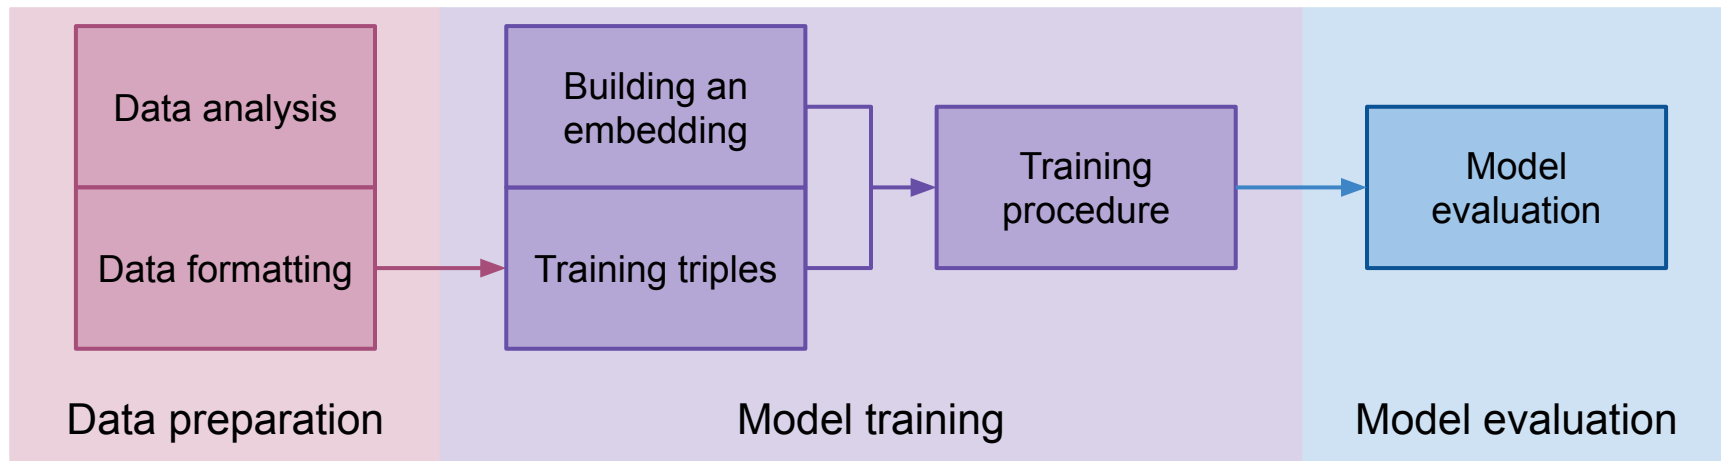 Data analysis
Data formatting
Building an
embedding
Training triples
Training
procedure
Model
evaluation
Data preparation
Model training
Model evaluation